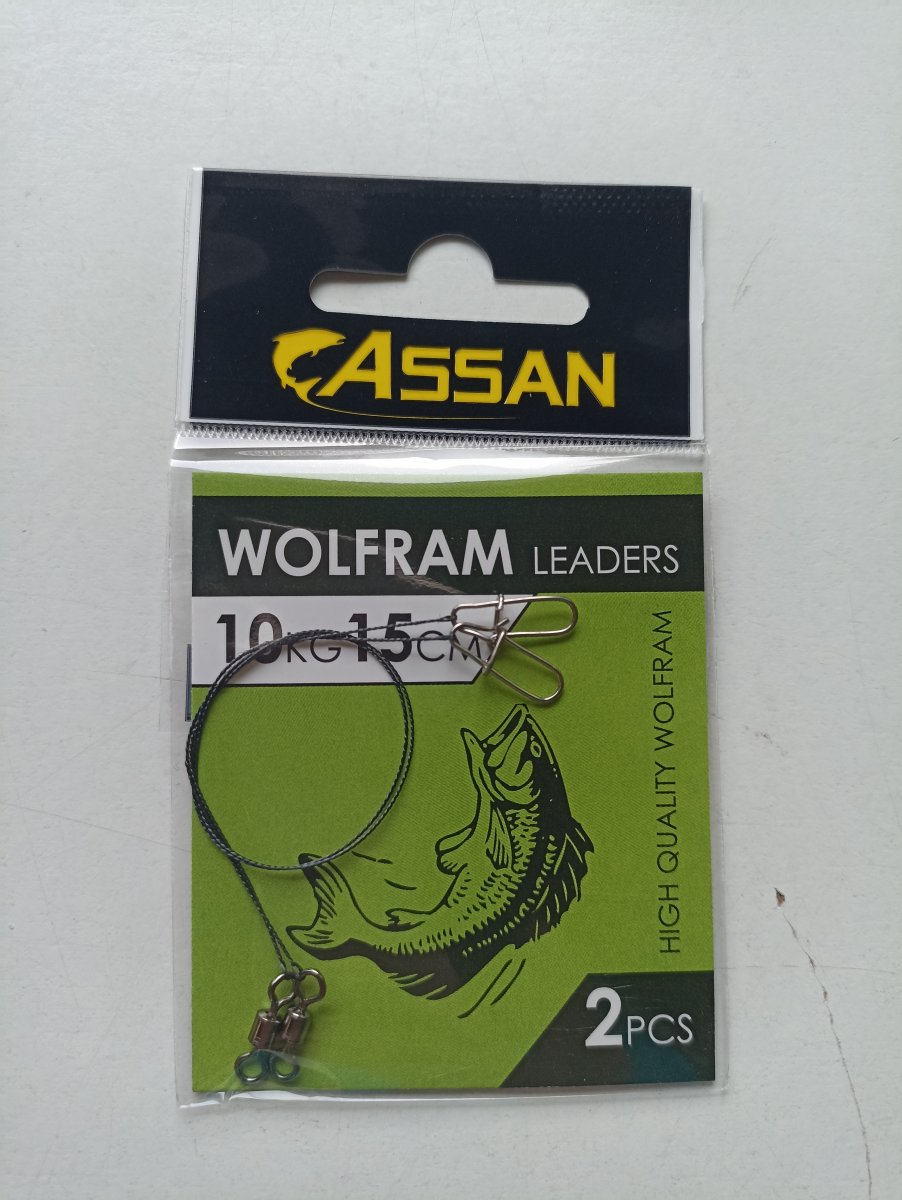 ASSAN
WOLFRAM LEADERS
10KG 15CM
HIGH QUALITY WOLFRAM
2PCS